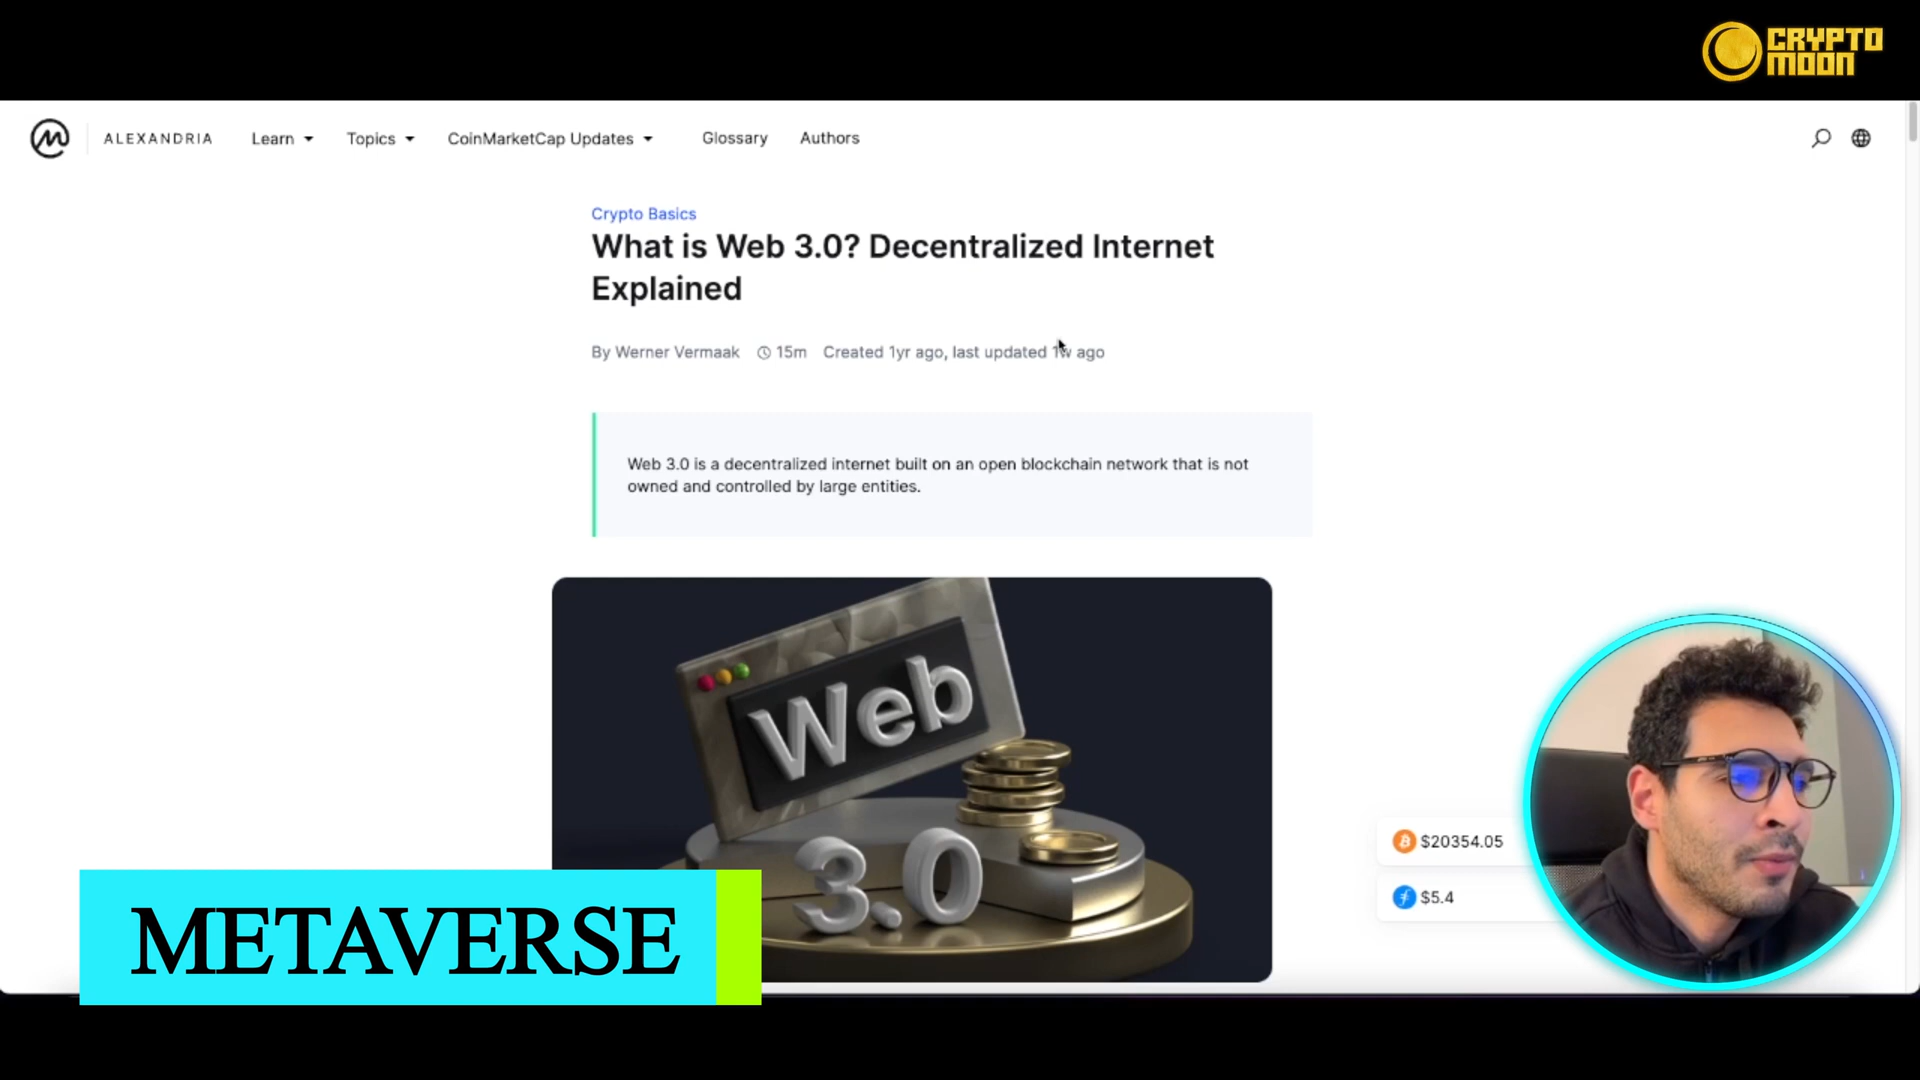 CRYPTO
MOON
ALEXANDRIA Learn Topics CoinMarketCap Updates Glossary Authors
Crypto Basics
What is Web 3.0? Decentralized Internet
Explained
By Werner Vermaak 15m Created 1yr ago, last updated 1w ago
Web 3.0 is a decentralized internet built on an open blockchain network that is not
owned and controlled by large entities.
Web
3.0
$20354.05
$5.4
METAVERSE